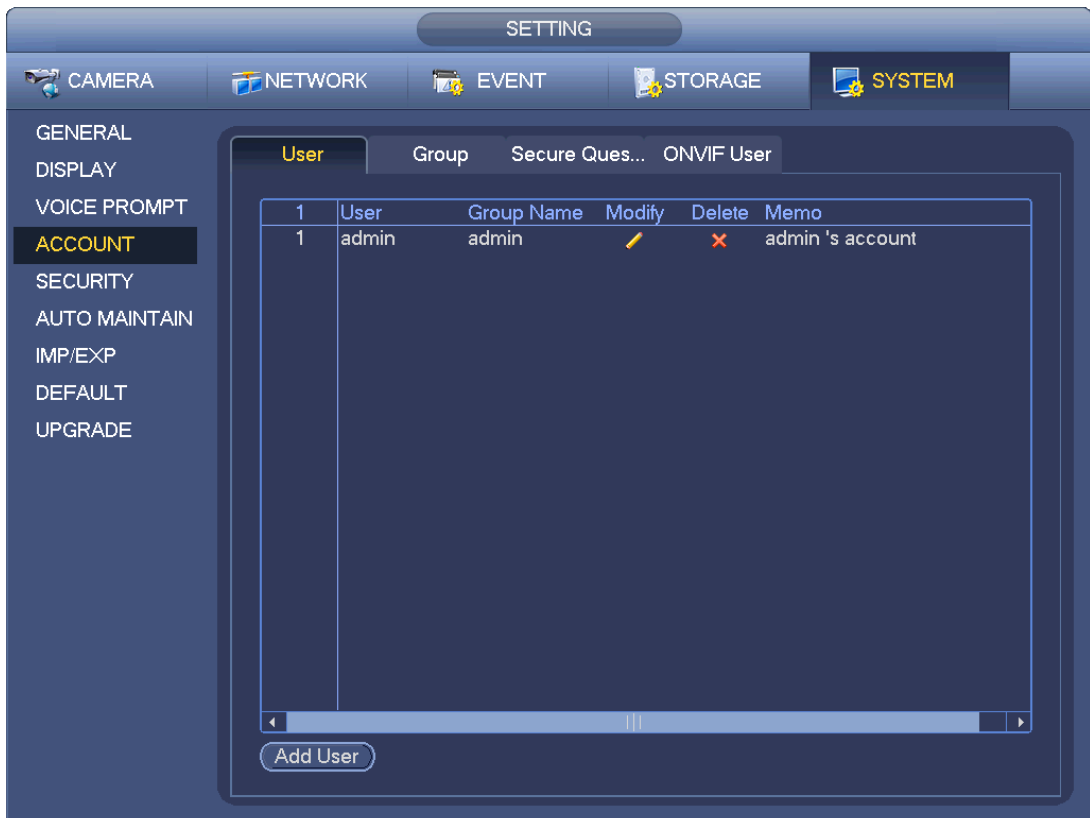 SETTING
CAMERA NETWORK EVENT STORAGE SYSTEM
GENERAL
DISPLAY
VOICE PROMPT
ACCOUNT
SECURITY
AUTO MAINTAIN
IMP/EXP
DEFAULT
UPGRADE
User Group Secure Ques... ONVIF User
1 User Group Name Modify Delete Memo
1 admin admin admin 's account
Add User